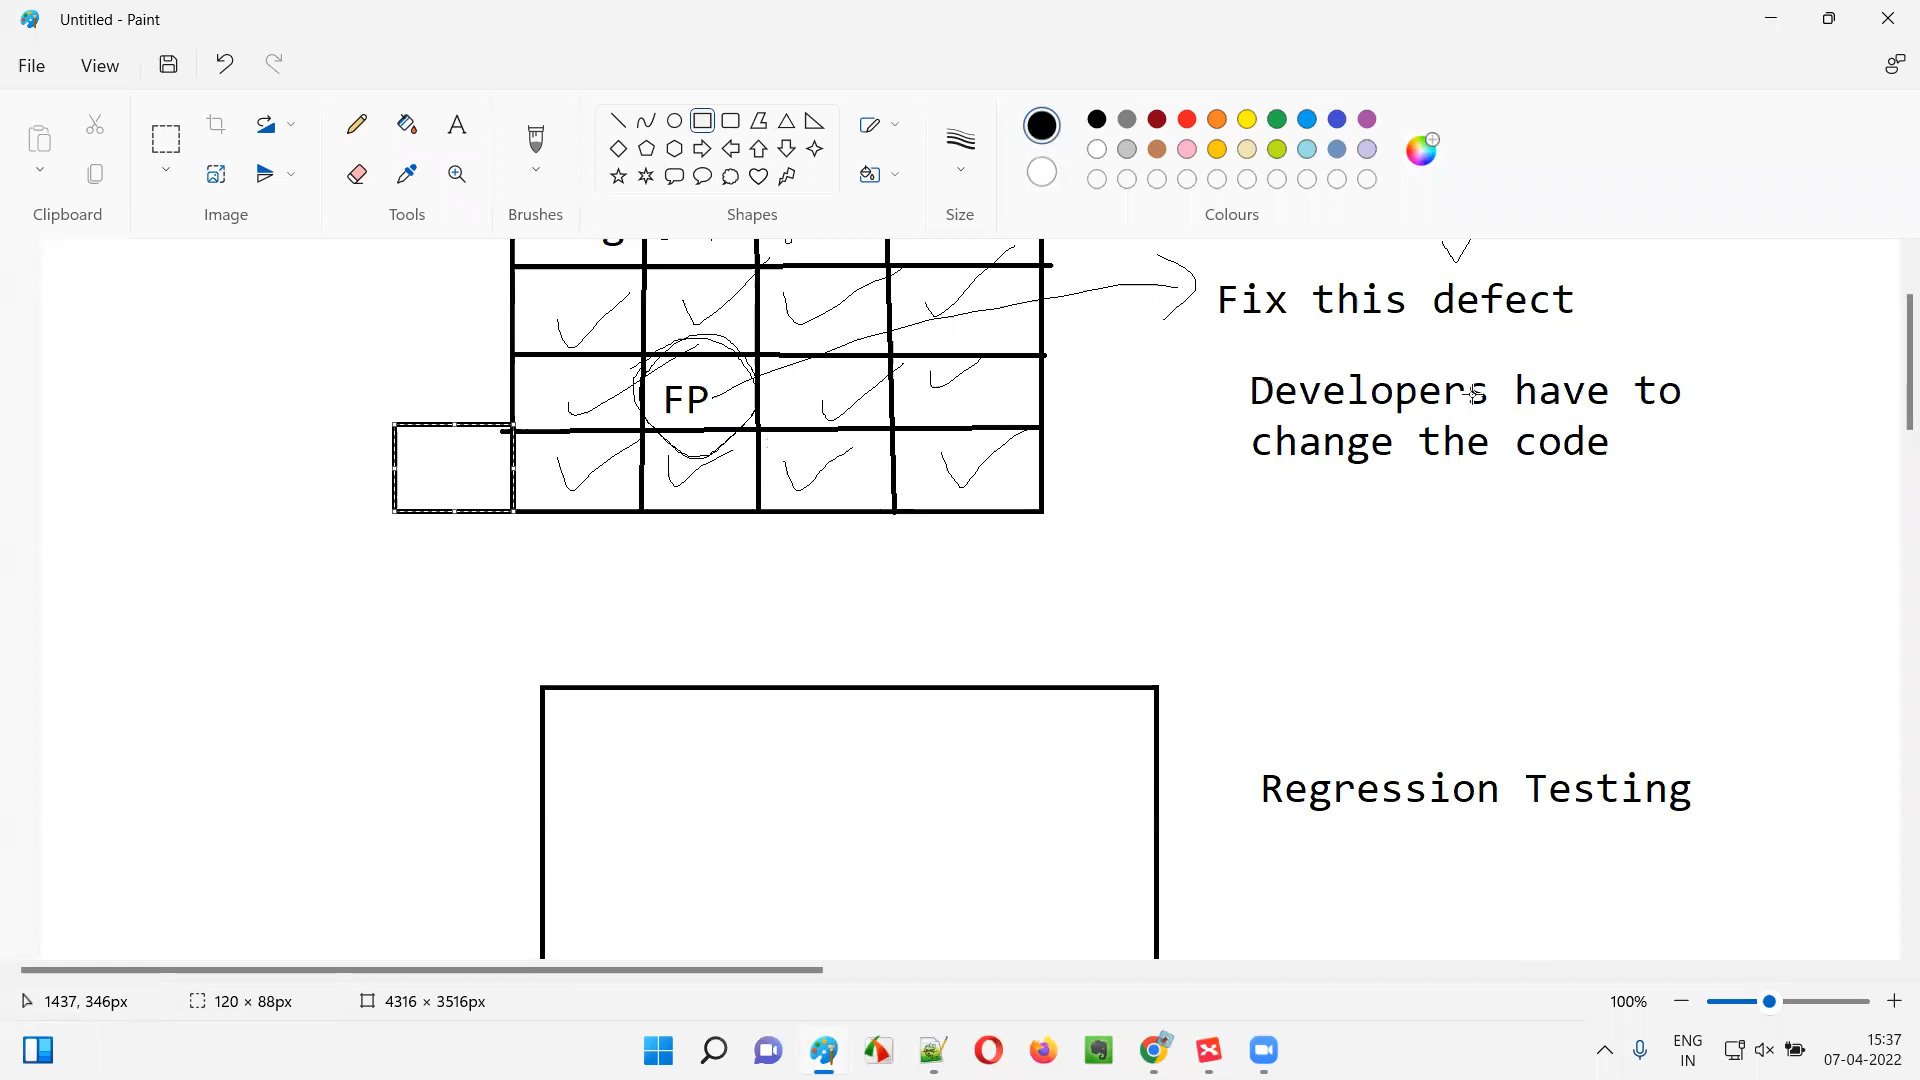 Untitled - Paint
File
View
Clipboard
Image
Tools
Brushes
Shapes
Size
Colours
Fix this defect
FP
Developers have to
change the code
Regression Testing
1437, 346px
120 × 88px
4316 × 3516px
100%
ENG
IN
15:37
07-04-2022